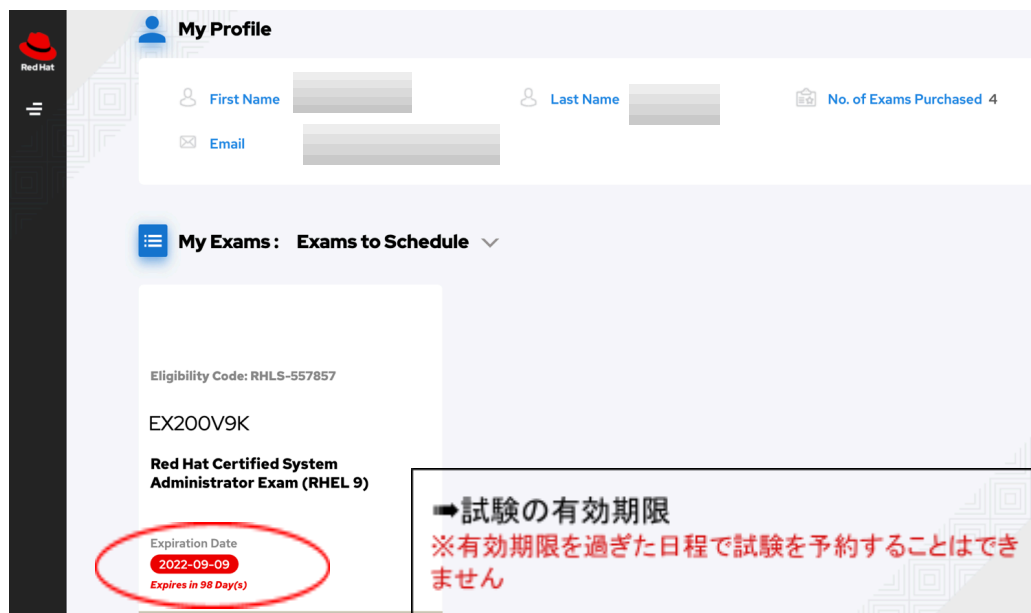 My Profile
Red Hat
First Name
Last Name
No. of Exams Purchased 4
Email
My Exams: Exams to Schedule
Eligibility Code: RHLS-557857
EX200V9K
Red Hat Certified System
Administrator Exam (RHEL 9)
Expiration Date
2022-09-09
Expires in 98 Day(s)
➡試験の有効期限
※有効期限を過ぎた日程で試験を予約することはでき
ません